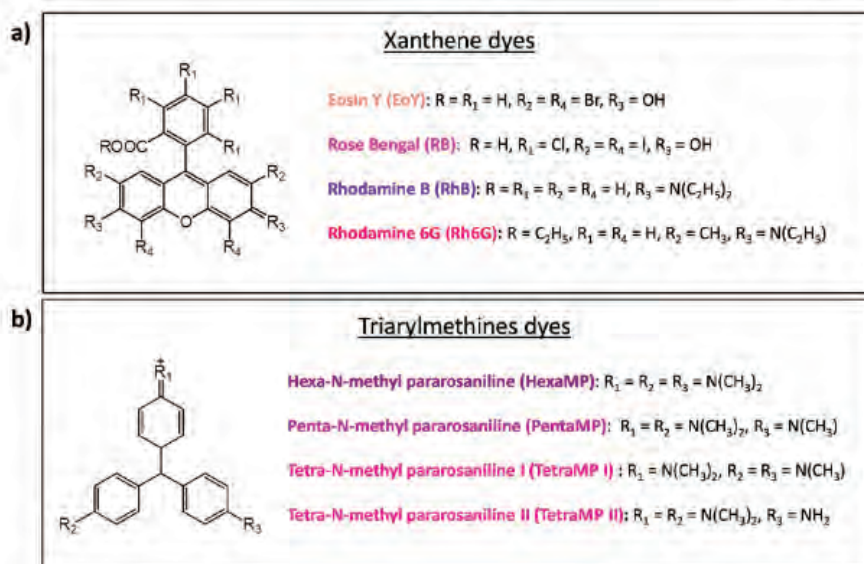 a)
Xanthene dyes
R₁
R₁ R₁
ROOC R₁
R₂ R₂
R₃ O R₃
R₄ R₄
Eosin Y (EoY): R = R₁ = H, R₂ = R₄ = Br, R₃ = OH
Rose Bengal (RB): R = H, R₁ = Cl, R₂ = R₄ = I, R₃ = OH
Rhodamine B (RhB): R = R₁ = R₂ = R₄ = H, R₃ = N(C₂H₅)₂
Rhodamine 6G (Rh6G): R = C₂H₅, R₁ = R₄ = H, R₂ = CH₃, R₃ = N(C₂H₅)
b)
Triarylmethines dyes
+
R₁
R₂ R₃
Hexa-N-methyl pararosaniline (HexaMP): R₁ = R₂ = R₃ = N(CH₃)₂
Penta-N-methyl pararosaniline (PentaMP): R₁ = R₂ = N(CH₃)₂, R₃ = N(CH₃)
Tetra-N-methyl pararosaniline I (TetraMP I) : R₁ = N(CH₃)₂, R₂ = R₃ = N(CH₃)
Tetra-N-methyl pararosaniline II (TetraMP II): R₁ = R₂ = N(CH₃)₂, R₃ = NH₂